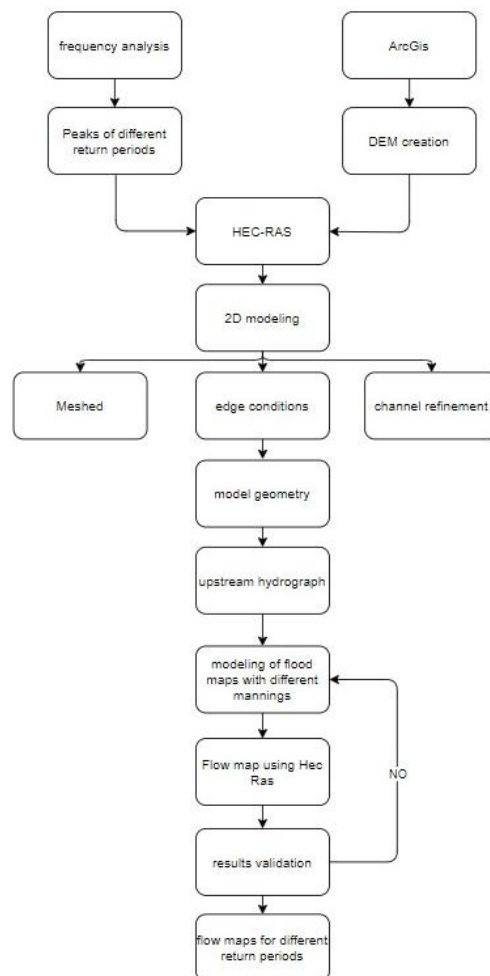 frequency analysis
ArcGis
Peaks of different
return periods
DEM creation
HEC-RAS
2D modeling
Meshed
edge conditions
channel refinement
model geometry
upstream hydrograph
modeling of flood
maps with different
mannings
Flow map using Hec
Ras
NO
results validation
flow maps for different
return periods